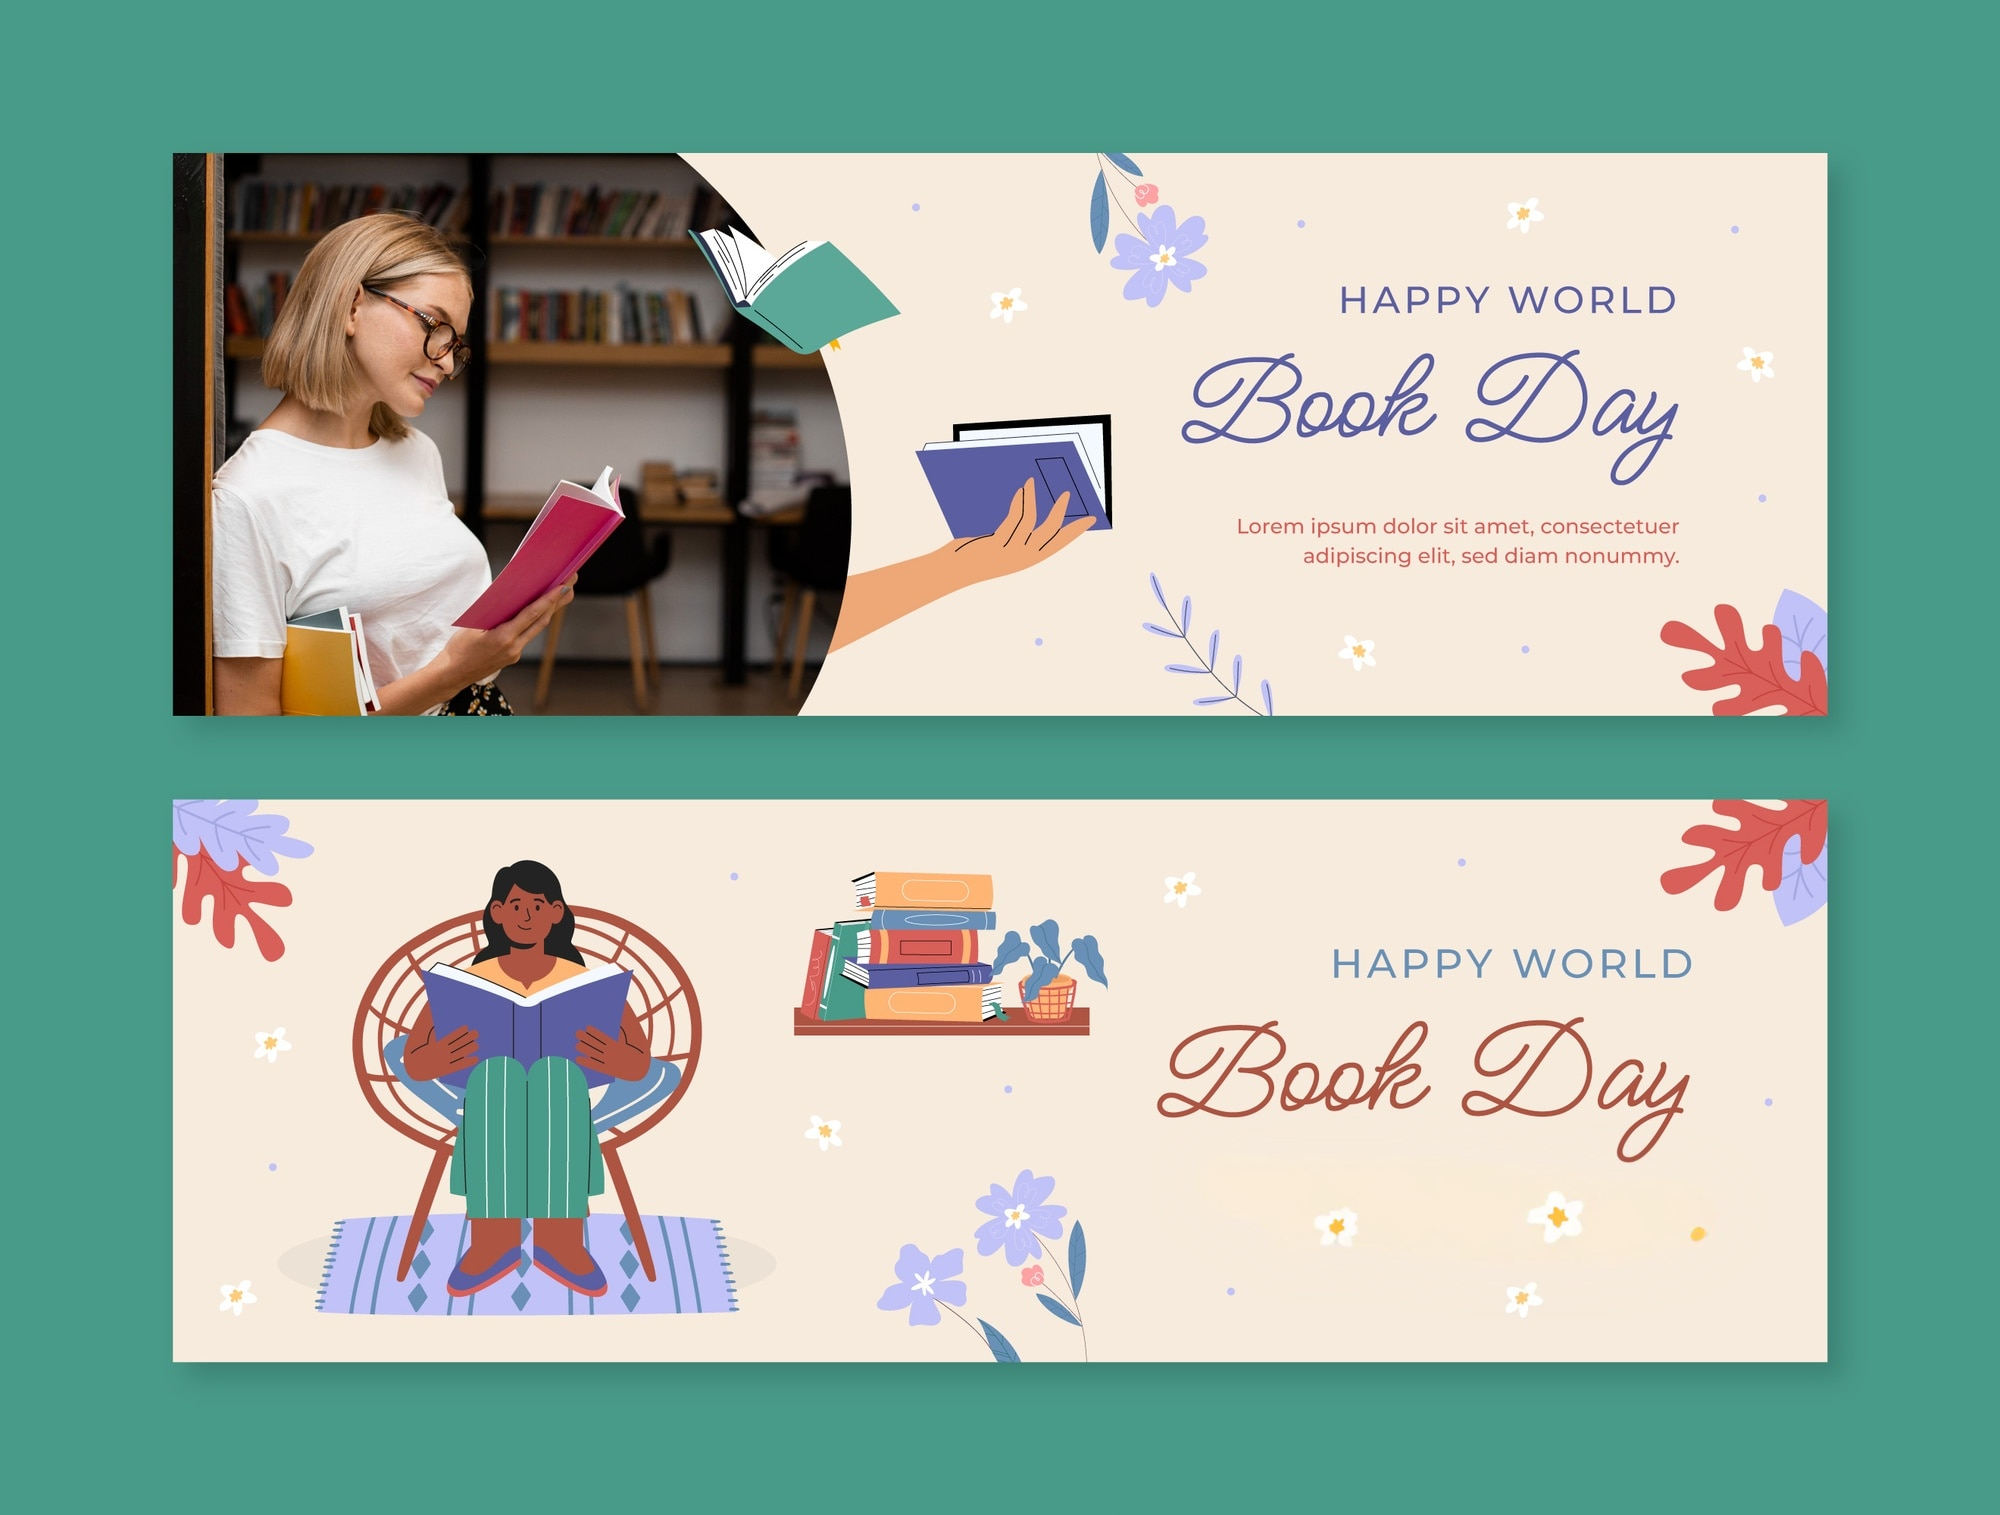 HAPPY WORLD
Book Day
Lorem ipsum dolor sit amet, consectetuer
adipiscing elit, sed diam nonummy.
HAPPY WORLD
Book Day